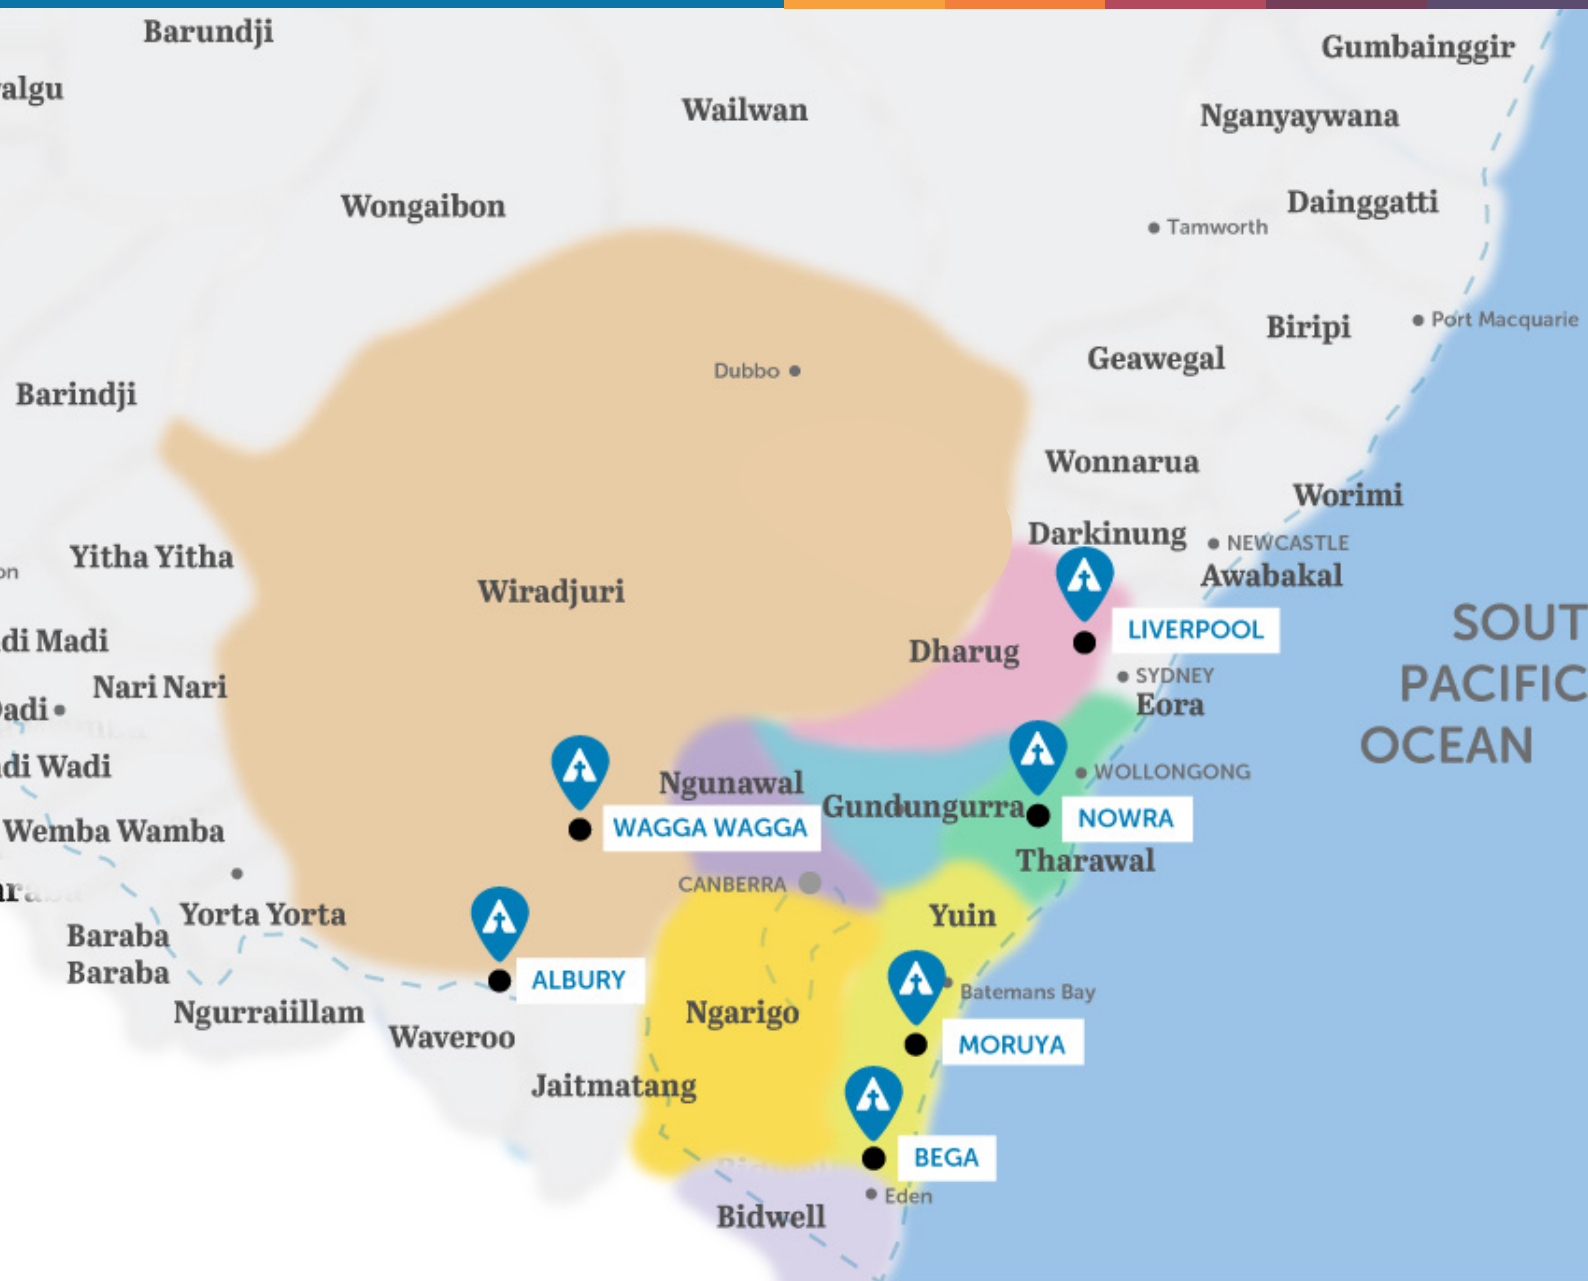 Barundji
Gumbainggir
algu
Wailwan
Nganyaywana
Wongaibon
Dainggatti
Tamworth
Biripi
Port Macquarie
Geawegal
Dubbo
Barindji
Wonnarua
Worimi
Darkinung
NEWCASTLE
Yitha Yitha
on
Awabakal
Wiradjuri
SOUT
LIVERPOOL
di Madi
Dharug
PACIFIC
SYDNEY
Nari Nari
Eora
adi
OCEAN
di Wadi
WOLLONGONG
Ngunawal
Gundungurra
NOWRA
WAGGA WAGGA
Wemba Wamba
Tharawal
CANBERRA
Yorta Yorta
Yuin
Baraba
Baraba
ALBURY
Batemans Bay
Ngurraiillam
Ngarigo
Waveroo
MORUYA
Jaitmatang
BEGA
Eden
Bidwell